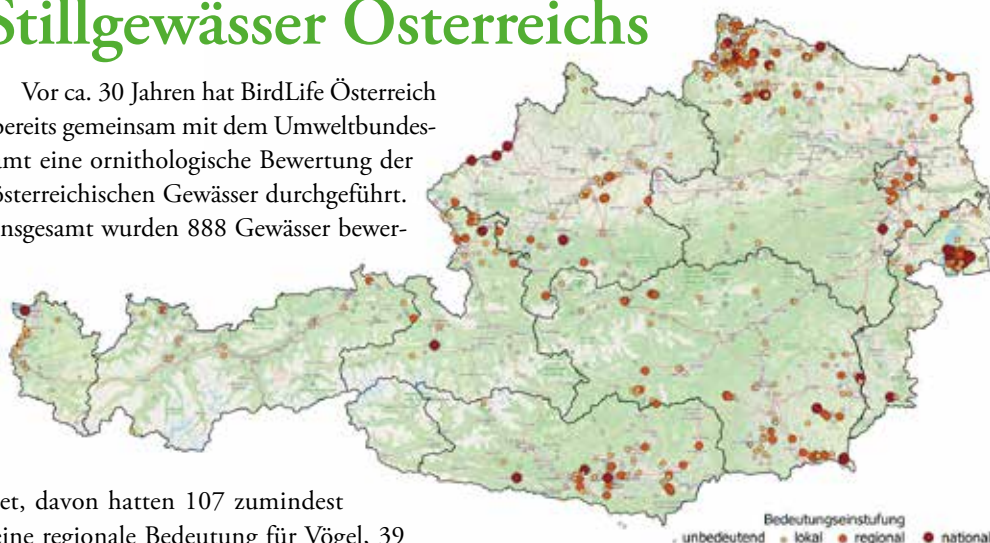 Stillgewässer Österreichs
Vor ca. 30 Jahren hat BirdLife Österreich
bereits gemeinsam mit dem Umweltbundes-
amt eine ornithologische Bewertung der
österreichischen Gewässer durchgeführt.
Insgesamt wurden 888 Gewässer bewer-
tet, davon hatten 107 zumindest
eine regionale Bedeutung für Vögel, 39
Bedeutungseinstufung
unbedeutend lokal regional national